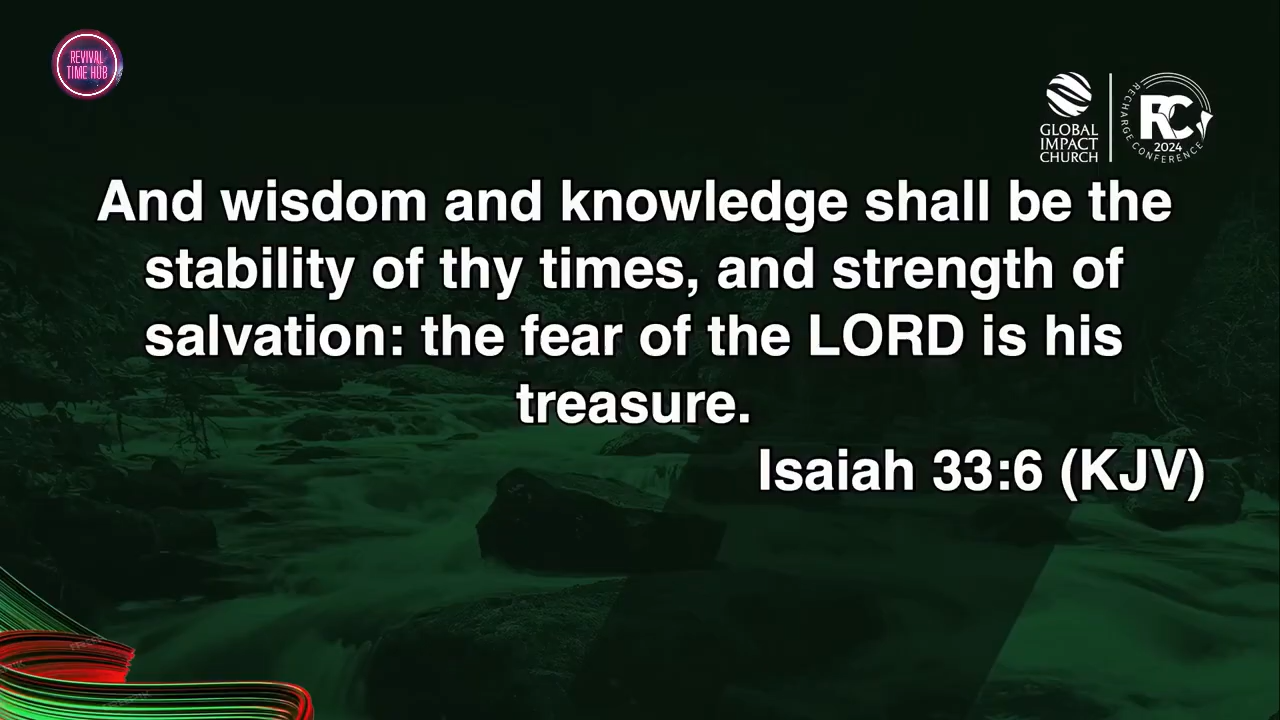 REVIVAL
TIME HUB
GLOBAL
IMPACT
CHURCH
RECHARGE CONFERENCE
RC
2024
And wisdom and knowledge shall be the
stability of thy times, and strength of
salvation: the fear of the LORD is his
treasure.
Isaiah 33:6 (KJV)